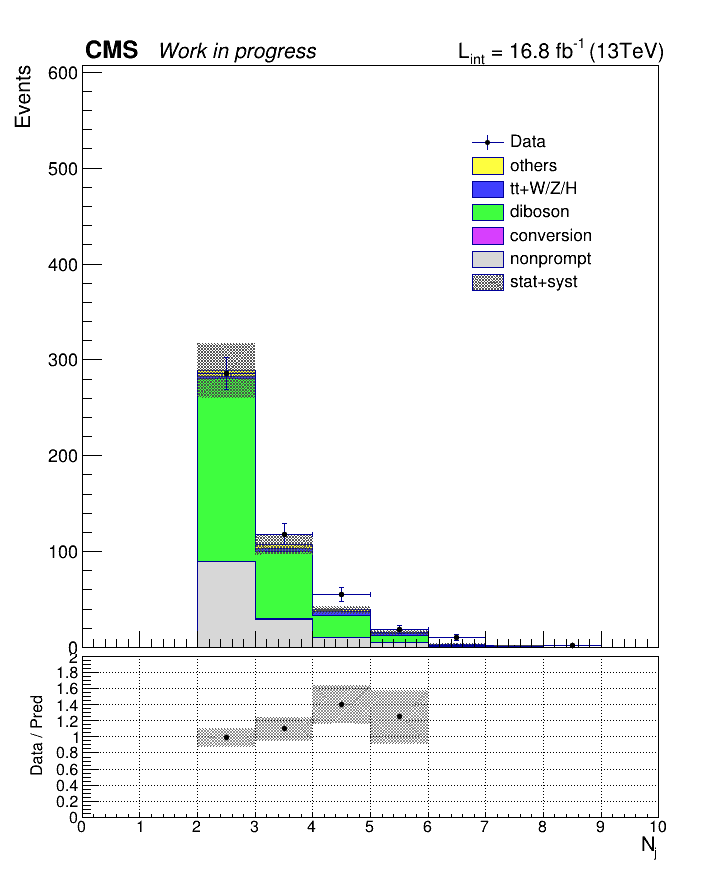 CMS Work in progress L_int = 16.8 fb^-1 (13TeV)
Events
600
500
400
300
200
100
0
Data
others
tt+W/Z/H
diboson
conversion
nonprompt
stat+syst
Data / Pred
2
1.8
1.6
1.4
1.2
1
0.8
0.6
0.4
0.2
0
0 1 2 3 4 5 6 7 8 9 10
N_j